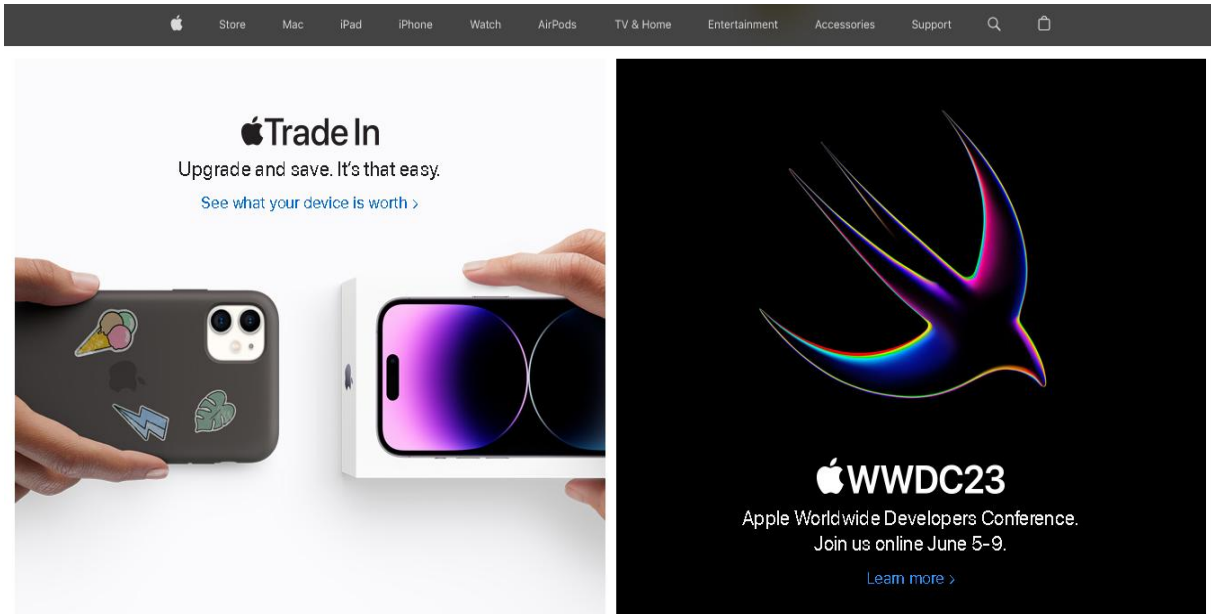 Store Mac iPad iPhone Watch AirPods TV & Home Entertainment Accessories Support
Trade In
Upgrade and save. It's that easy.
See what your device is worth >
WWDC23
Apple Worldwide Developers Conference.
Join us online June 5-9.
Learn more >